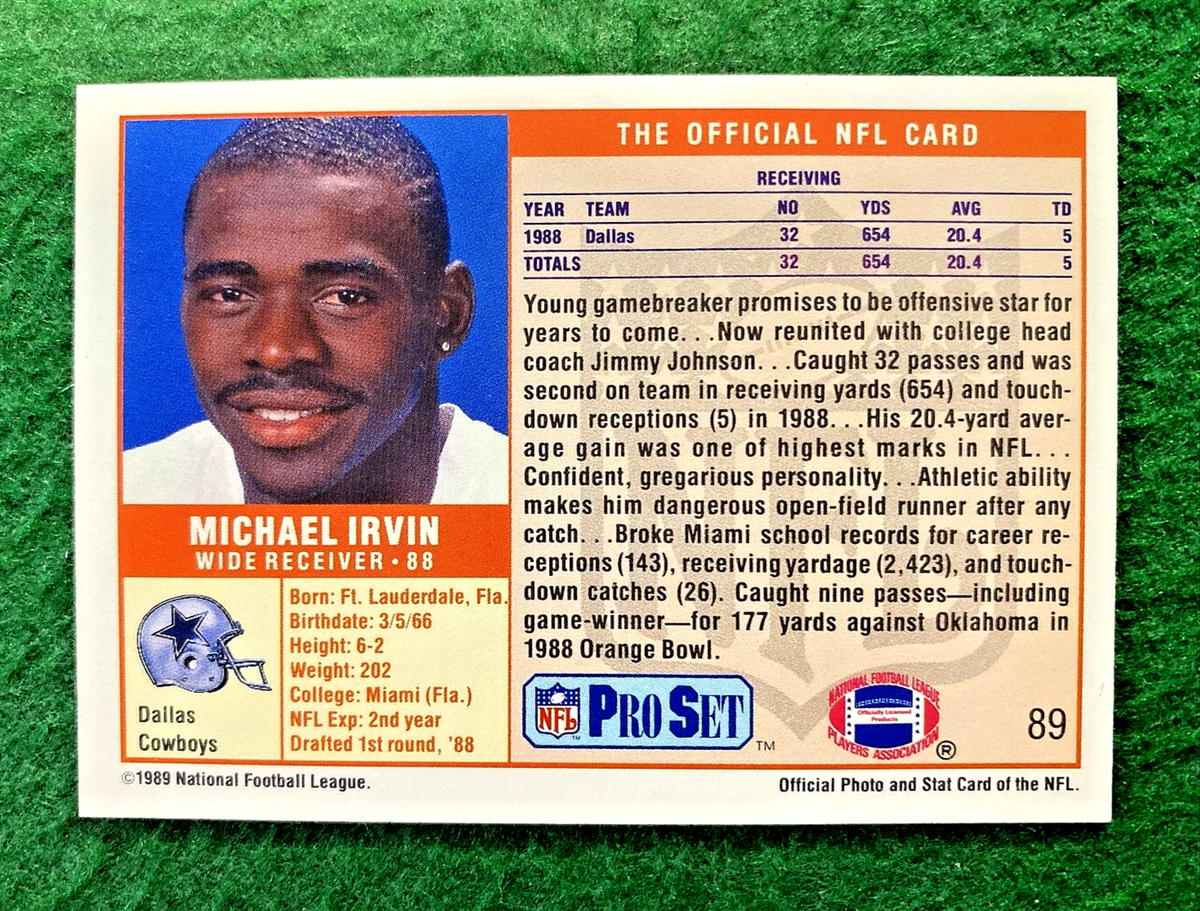 MICHAEL IRVIN
WIDE RECEIVER • 88
Dallas
Cowboys
Born: Ft. Lauderdale, Fla.
Birthdate: 3/5/66
Height: 6-2
Weight: 202
College: Miami (Fla.)
NFL Exp: 2nd year
Drafted 1st round, '88
THE OFFICIAL NFL CARD
RECEIVING
YEAR TEAM NO YDS AVG TD
1988 Dallas 32 654 20.4 5
TOTALS 32 654 20.4 5
Young gamebreaker promises to be offensive star for
years to come. . .Now reunited with college head
coach Jimmy Johnson. . .Caught 32 passes and was
second on team in receiving yards (654) and touch-
down receptions (5) in 1988. . .His 20.4-yard aver-
age gain was one of highest marks in NFL. . .
Confident, gregarious personality. . .Athletic ability
makes him dangerous open-field runner after any
catch. . .Broke Miami school records for career re-
ceptions (143), receiving yardage (2,423), and touch-
down catches (26). Caught nine passes—including
game-winner—for 177 yards against Oklahoma in
1988 Orange Bowl.
NFL PRO SET TM
NATIONAL FOOTBALL LEAGUE
Officially Licensed
Products
PLAYERS ASSOCIATION ®
89
©1989 National Football League.
Official Photo and Stat Card of the NFL.